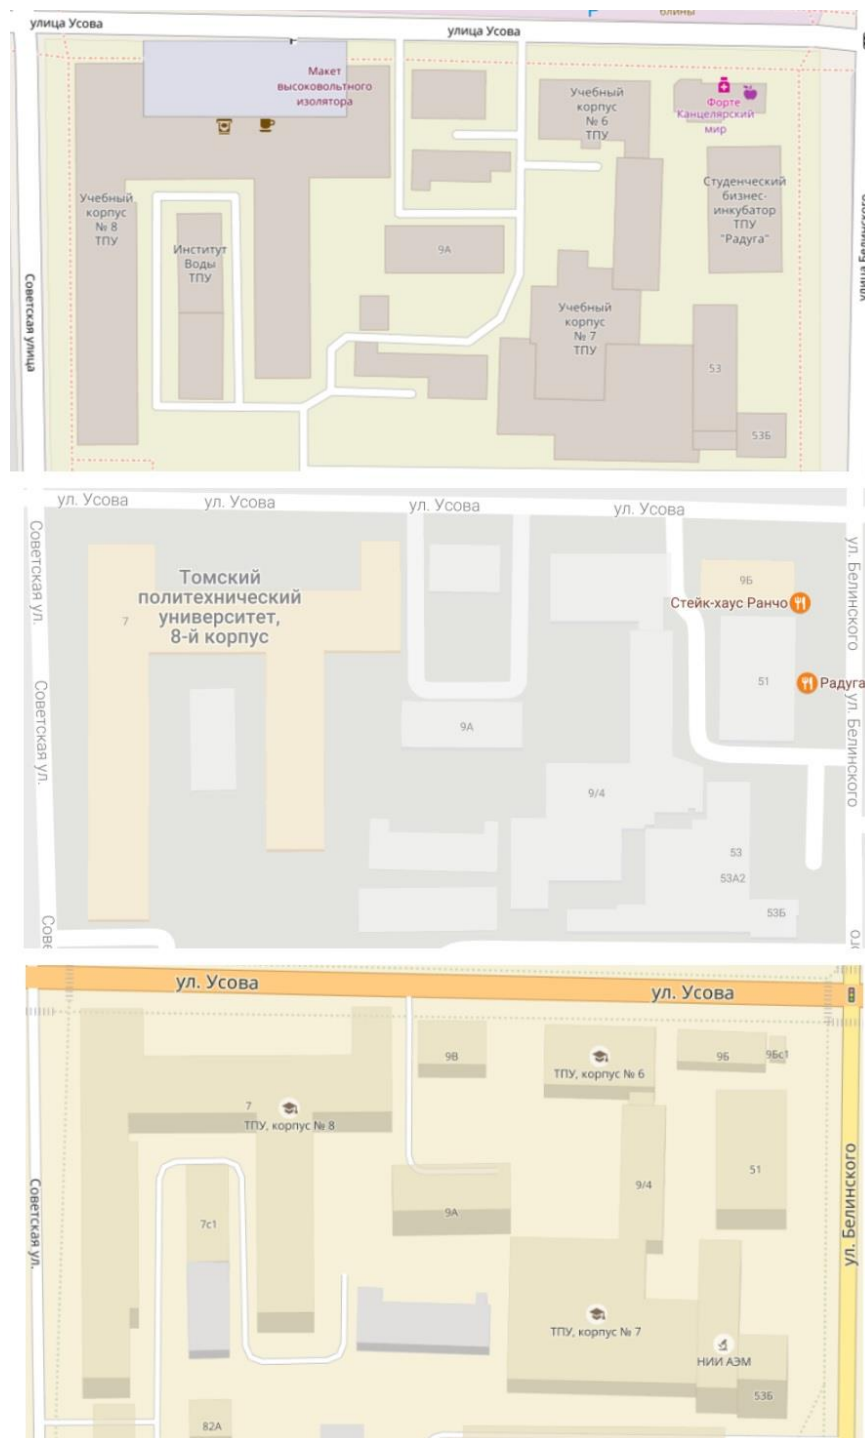 блины
улица Усова
улица Усова
Макет
высоковольтного
изолятора
Учебный
корпус
№ 6
ТПУ
Форте
Канцелярский
мир
Учебный
корпус
№ 8
ТПУ
Студенческий
бизнес-
инкубатор
ТПУ
"Радуга"
Институт
Воды
ТПУ
9А
улица Белинского
Советская улица
Учебный
корпус
№ 7
ТПУ
53
53Б
ул. Усова
ул. Усова
ул. Усова
ул. Усова
Советская ул.
Томский
политехнический
университет,
8-й корпус
7
9Б
Стейк-хаус Ранчо
ул. Белинского
51
Радуга
Советская ул.
ул. Белинского
9А
9/4
53
53А2
53Б
Сове
ул. Усова
ул. Усова
9В
ТПУ, корпус № 6
9Б
9Бс1
7
ТПУ, корпус № 8
51
9/4
Советская ул.
ул. Белинского
7с1
9А
ТПУ, корпус № 7
НИИ АЭМ
53Б
82А